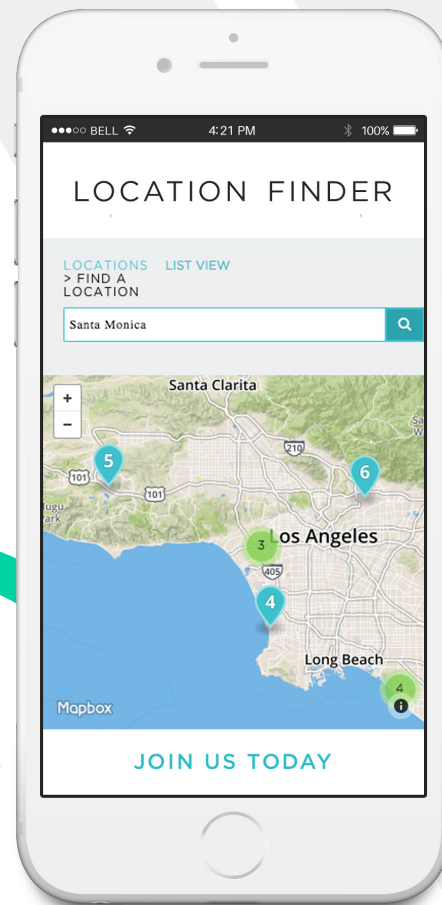 BELL 4:21 PM 100%
LOCATION FINDER
LOCATIONS LIST VIEW
> FIND A
LOCATION
Santa Monica
+
Santa Clarita
−
210
5
6
101
101
Los Angeles
3
405
4
Long Beach
4
i
Mapbox
JOIN US TODAY